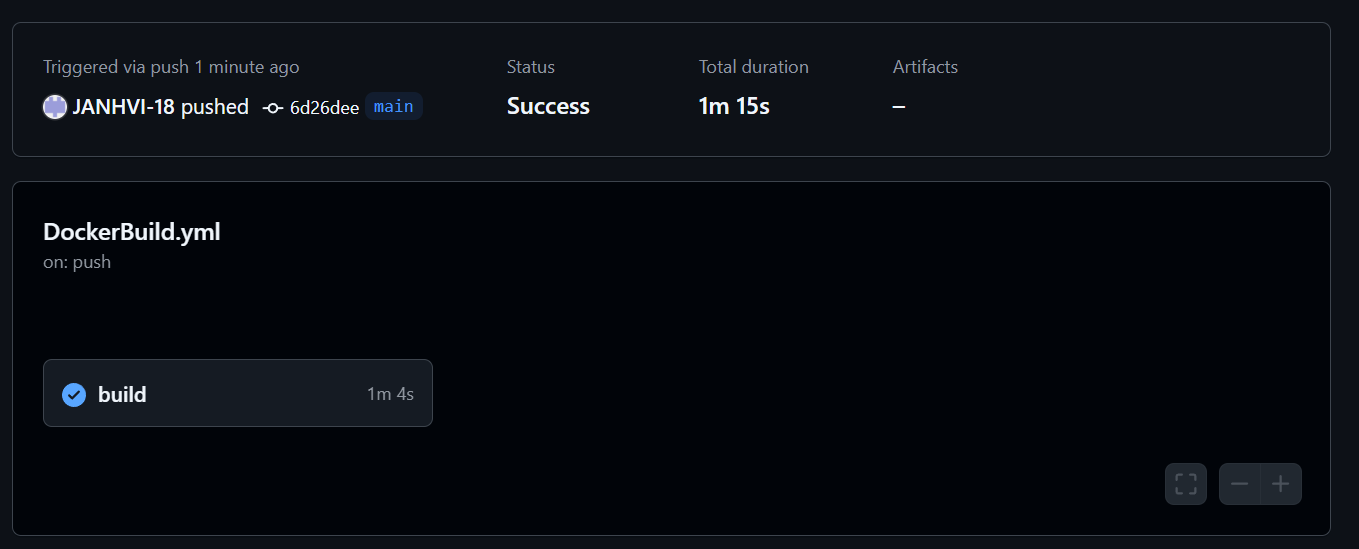 Triggered via push 1 minute ago
JANHVI-18 pushed 6d26dee main
Status
Success
Total duration
1m 15s
Artifacts
–
DockerBuild.yml
on: push
build 1m 4s